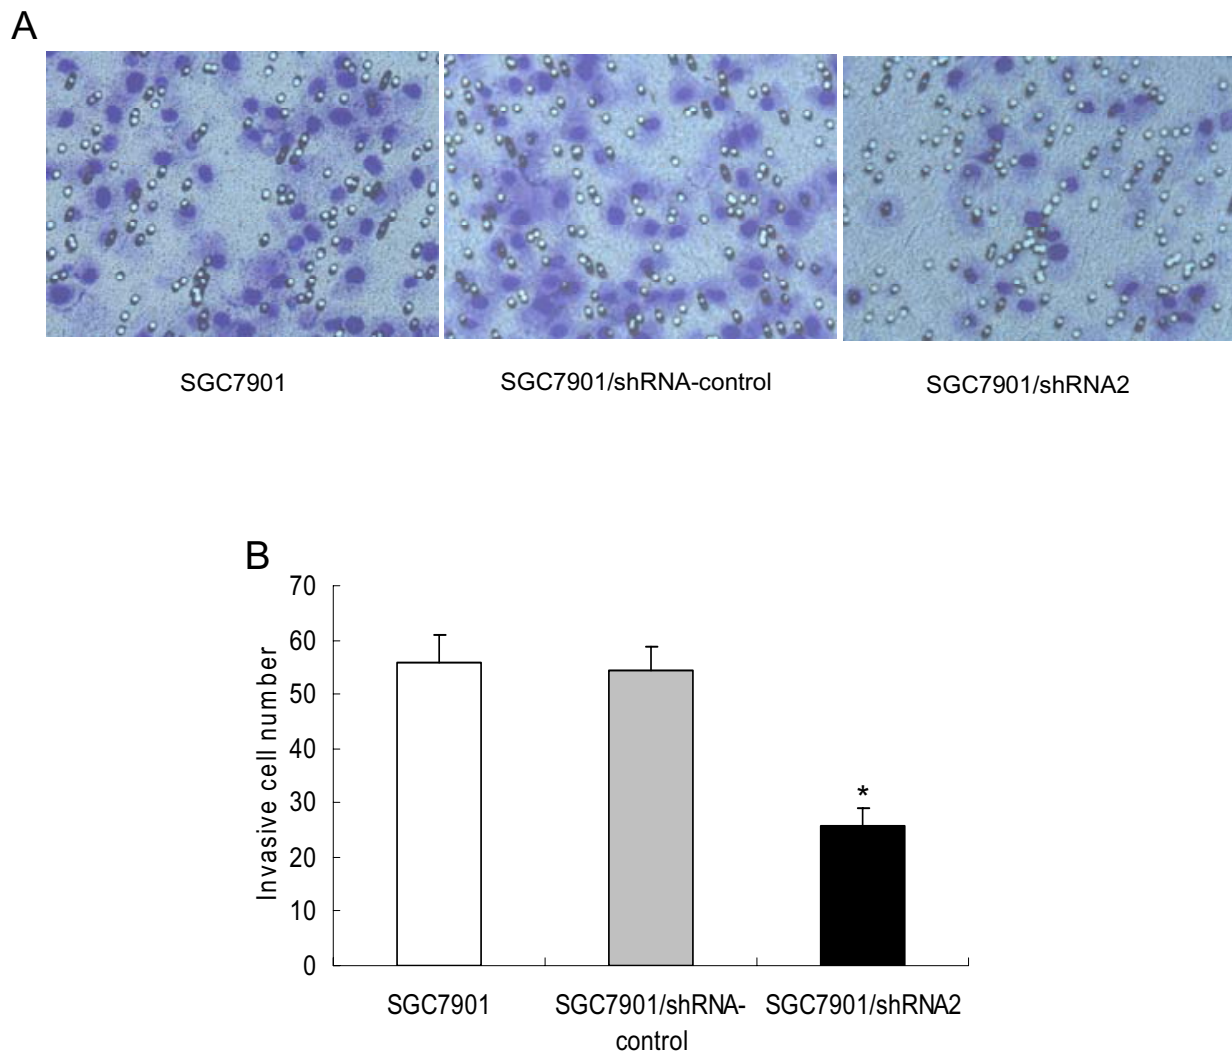 A
SGC7901
SGC7901/shRNA-control
SGC7901/shRNA2
B
70
60
50
40
30
20
10
0
Invasive cell number
*
SGC7901
SGC7901/shRNA-
control
SGC7901/shRNA2